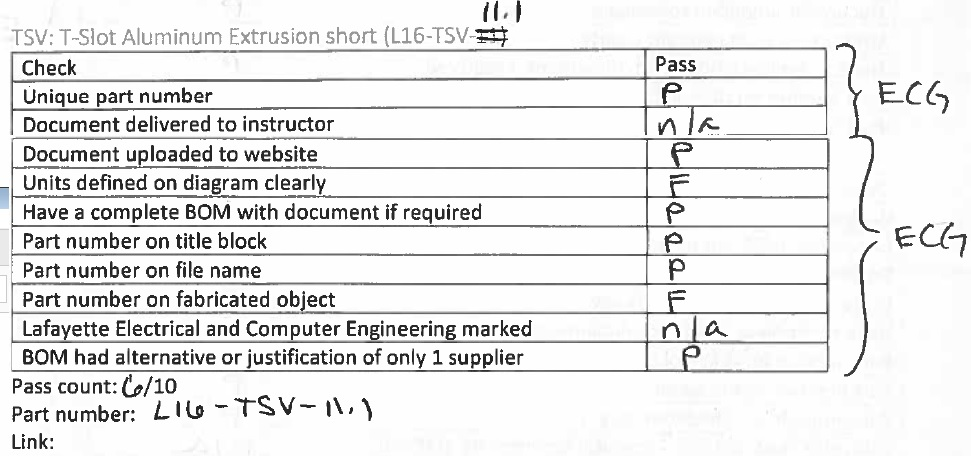 11.1
TSV: T-Slot Aluminum Extrusion short (L16-TSV-11)
Check Pass
Unique part number P
Document delivered to instructor n/a
ECG
Document uploaded to website P
Units defined on diagram clearly F
Have a complete BOM with document if required P
Part number on title block P
ECG
Part number on file name P
Part number on fabricated object F
Lafayette Electrical and Computer Engineering marked n/a
BOM had alternative or justification of only 1 supplier P
Pass count: 6/10
Part number: L16-TSV-11.1
Link: